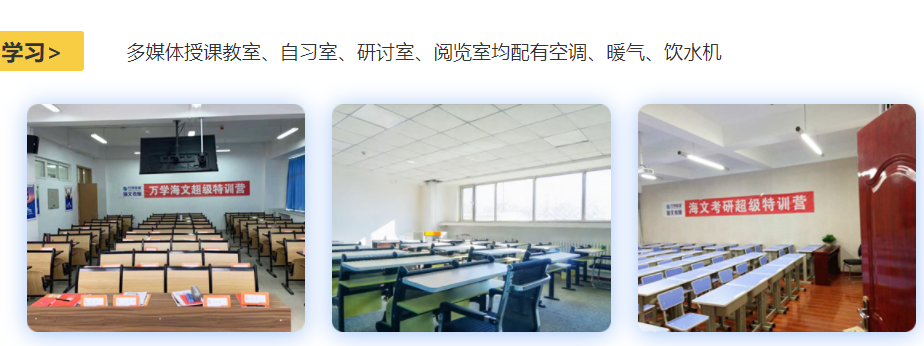 学习>
多媒体授课教室、自习室、研讨室、阅览室均配有空调、暖气、饮水机
万学海文超级特训营
海文考研超级特训营